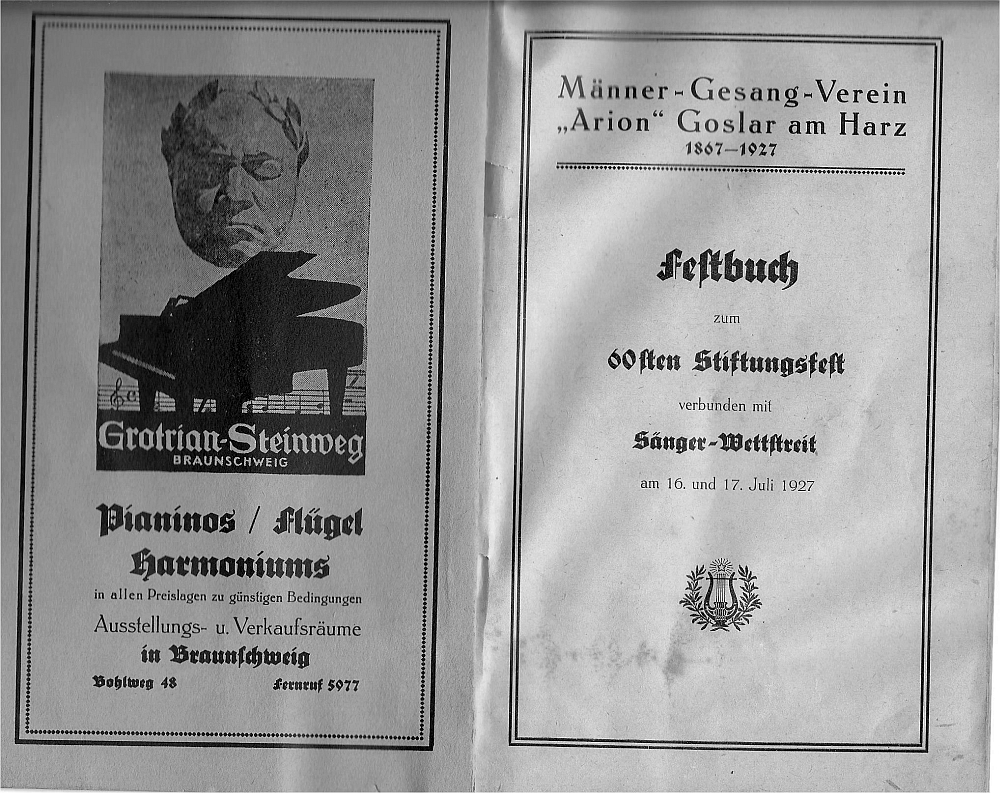 Grotrian-Steinweg
BRAUNSCHWEIG
Pianinos / Flügel
Harmoniums
in allen Preislagen zu günstigen Bedingungen
Ausstellungs- u. Verkaufsräume
in Braunſchweig
Bohlweg 48 Fernruf 5977
Männer-Gesang-Verein
„Arion“ Goslar am Harz
1867—1927
Feſtbuch
zum
60ſten Stiftungsfeſt
verbunden mit
Sänger-Wettſtreit
am 16. und 17. Juli 1927